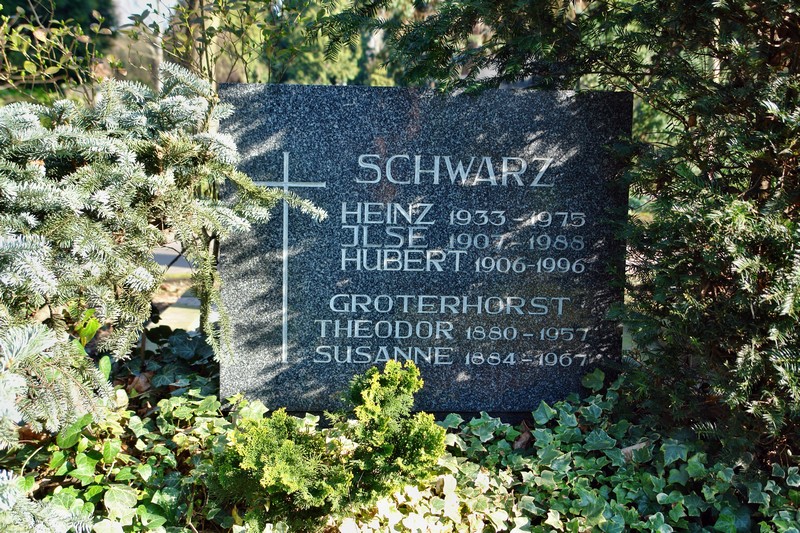 SCHWARZ
HEINZ 1933-1975
JLSE 1907-1988
HUBERT 1906-1996
GROTERHORST
THEODOR 1880-1957
SUSANNE 1884-1967